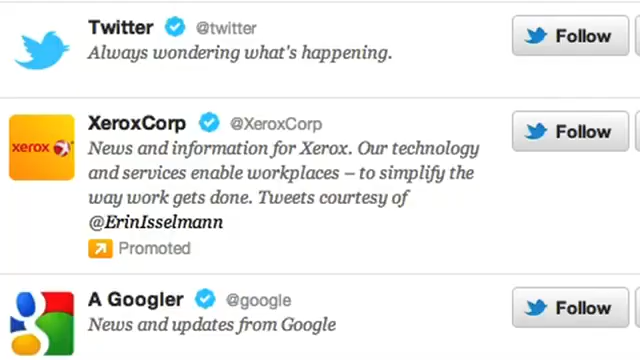 Twitter @twitter Follow
Always wondering what's happening.
XeroxCorp @XeroxCorp Follow
xerox
News and information for Xerox. Our technology
and services enable workplaces – to simplify the
way work gets done. Tweets courtesy of
@ErinIsselmann
Promoted
A Googler @google Follow
News and updates from Google